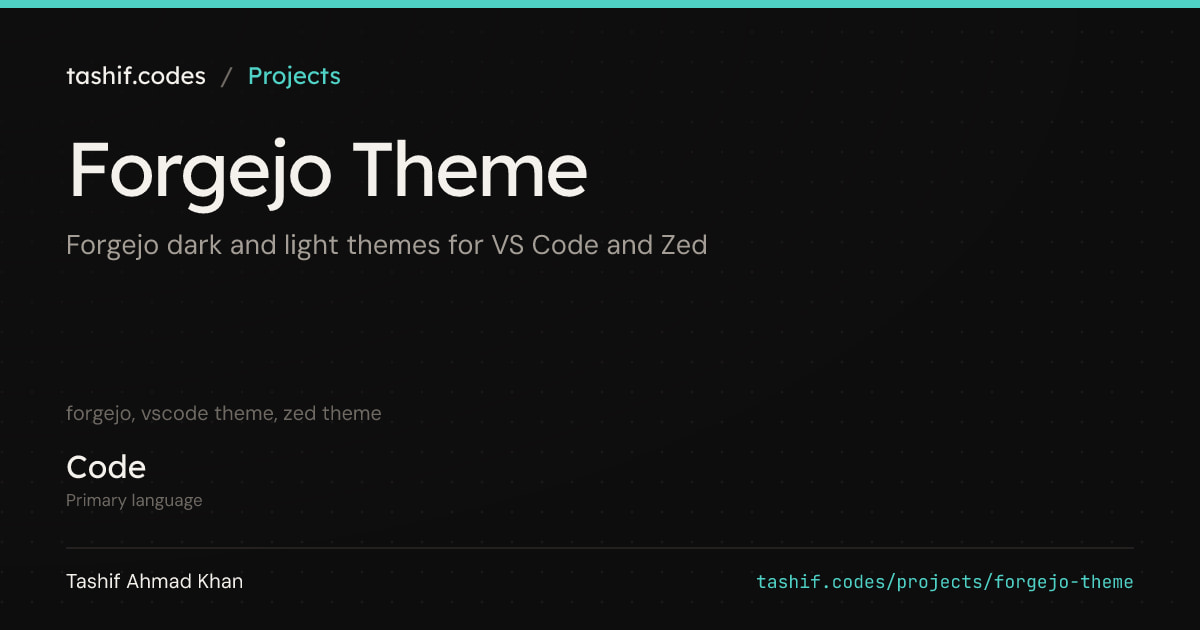 tashif.codes / Projects
Forgejo Theme
Forgejo dark and light themes for VS Code and Zed
forgejo, vscode theme, zed theme
Code
Primary language
Tashif Ahmad Khan
tashif.codes/projects/forgejo-theme